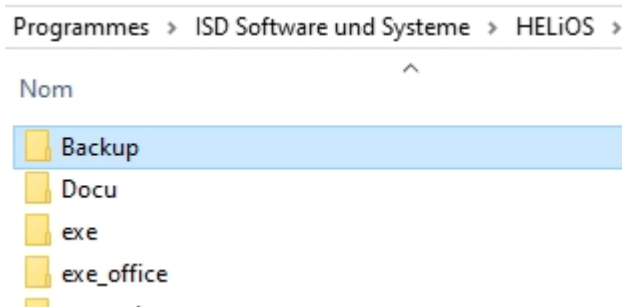 Programmes > ISD Software und Systeme > HELiOS >
Nom
Backup
Docu
exe
exe_office